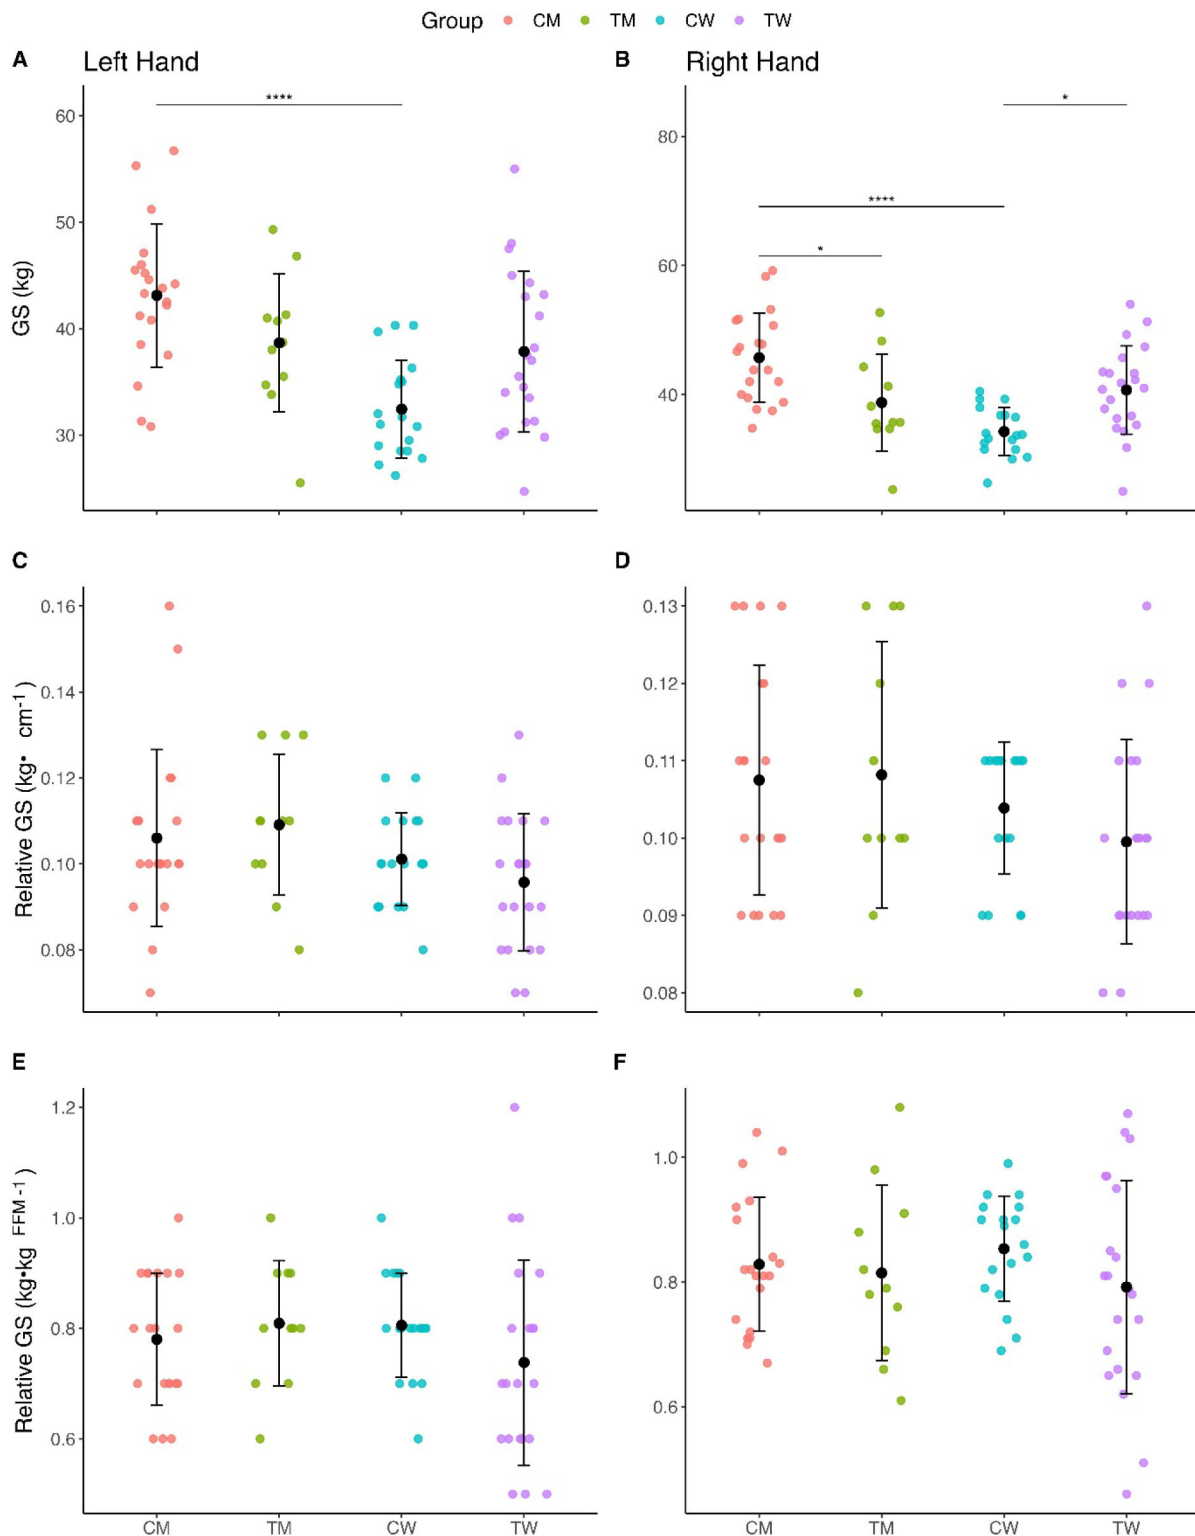 Group CM TM CW TW
A Left Hand
B Right Hand
GS (kg)
60
50
40
30
****
80
60
40
*
****
*
C
D
Relative GS (kg• cm-1 )
0.16
0.14
0.12
0.10
0.08
0.13
0.12
0.11
0.10
0.09
0.08
E
F
Relative GS (kg•kg FFM -1 )
1.2
1.0
0.8
0.6
1.0
0.8
0.6
CM TM CW TW
CM TM CW TW